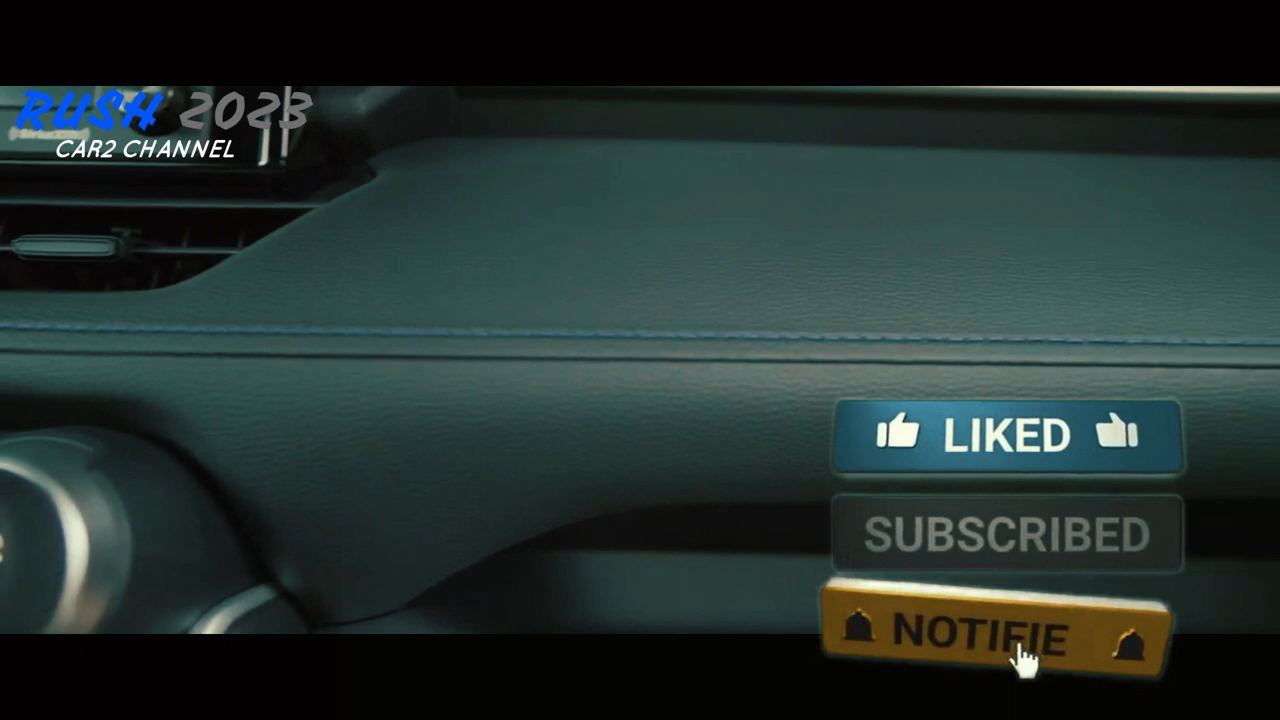 RUSH 2023
CAR2 CHANNEL
LIKED
SUBSCRIBED
NOTIFIE